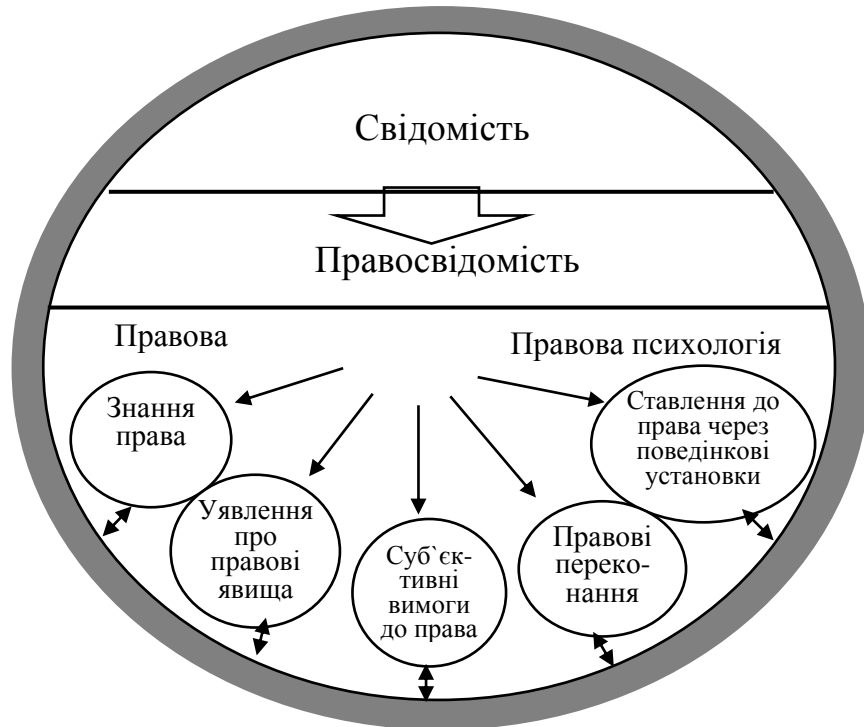 Свідомість
Правосвідомість
Правова
Правова психологія
Знання
права
Уявлення
про
правові
явища
Суб`єк-
тивні
вимоги
до права
Правові
переко-
нання
Ставлення до
права через
поведінкові
установки